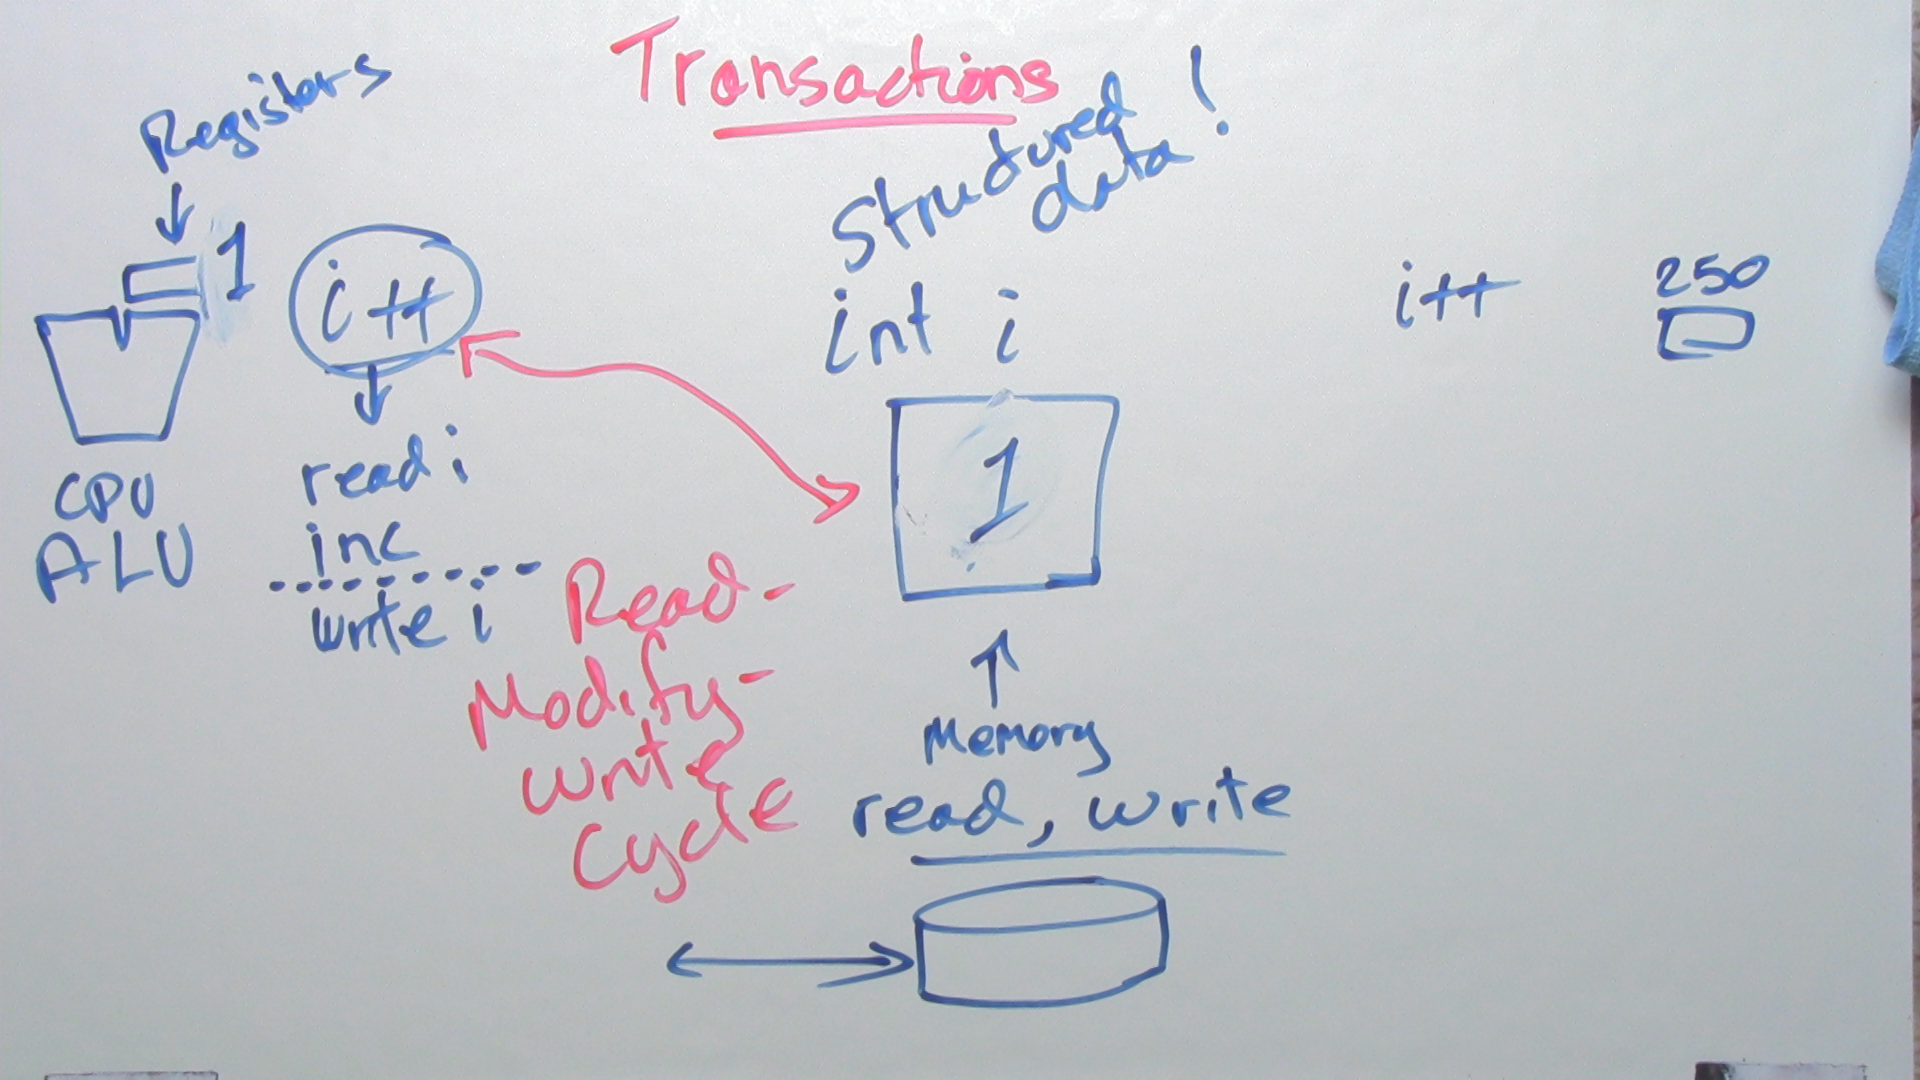 Transactions
Registors
1
i++
read i
inc
write i
CPU
ALU
Structured
data!
int i
1
Memory
read, write
Read-
Modify-
Write
Cycle
i++
250